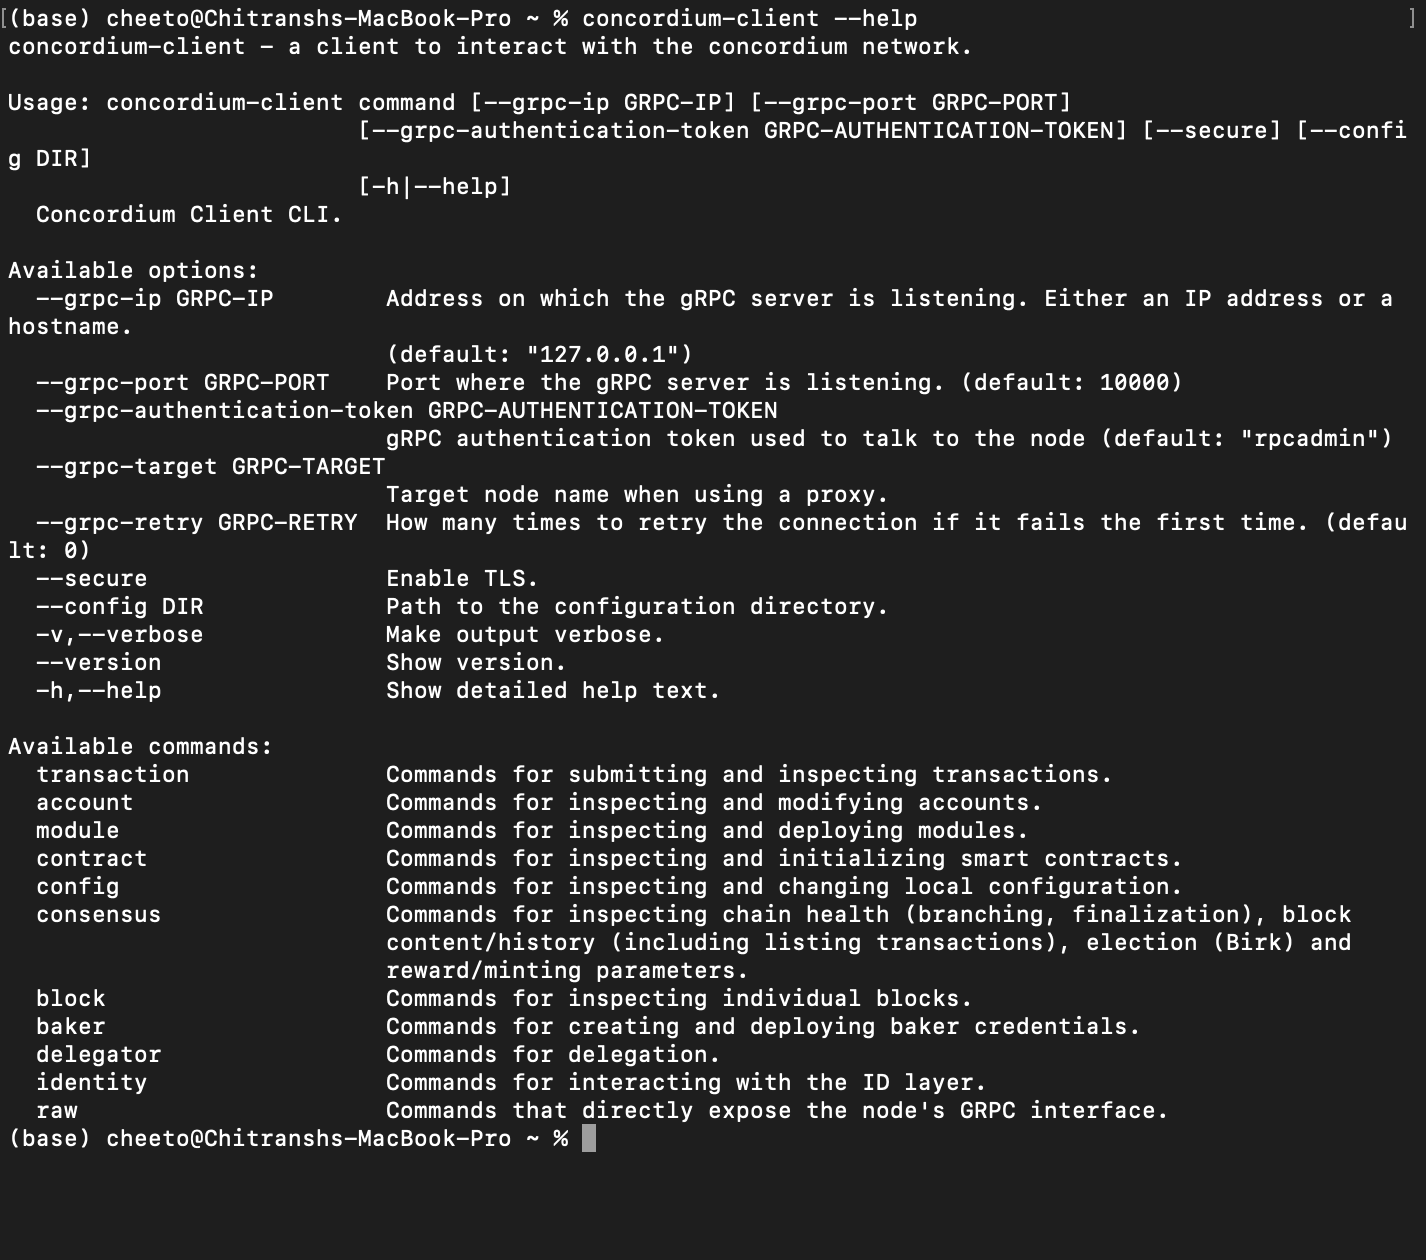 [(base) cheeto@Chitranshs-MacBook-Pro ~ % concordium-client --help ]
concordium-client - a client to interact with the concordium network.
Usage: concordium-client command [--grpc-ip GRPC-IP] [--grpc-port GRPC-PORT]
[--grpc-authentication-token GRPC-AUTHENTICATION-TOKEN] [--secure] [--confi
g DIR]
[-h|--help]
Concordium Client CLI.
Available options:
--grpc-ip GRPC-IP Address on which the gRPC server is listening. Either an IP address or a
hostname.
(default: "127.0.0.1")
--grpc-port GRPC-PORT Port where the gRPC server is listening. (default: 10000)
--grpc-authentication-token GRPC-AUTHENTICATION-TOKEN
gRPC authentication token used to talk to the node (default: "rpcadmin")
--grpc-target GRPC-TARGET
Target node name when using a proxy.
--grpc-retry GRPC-RETRY How many times to retry the connection if it fails the first time. (defau
lt: 0)
--secure Enable TLS.
--config DIR Path to the configuration directory.
-v,--verbose Make output verbose.
--version Show version.
-h,--help Show detailed help text.
Available commands:
transaction Commands for submitting and inspecting transactions.
account Commands for inspecting and modifying accounts.
module Commands for inspecting and deploying modules.
contract Commands for inspecting and initializing smart contracts.
config Commands for inspecting and changing local configuration.
consensus Commands for inspecting chain health (branching, finalization), block
content/history (including listing transactions), election (Birk) and
reward/minting parameters.
block Commands for inspecting individual blocks.
baker Commands for creating and deploying baker credentials.
delegator Commands for delegation.
identity Commands for interacting with the ID layer.
raw Commands that directly expose the node's GRPC interface.
(base) cheeto@Chitranshs-MacBook-Pro ~ %